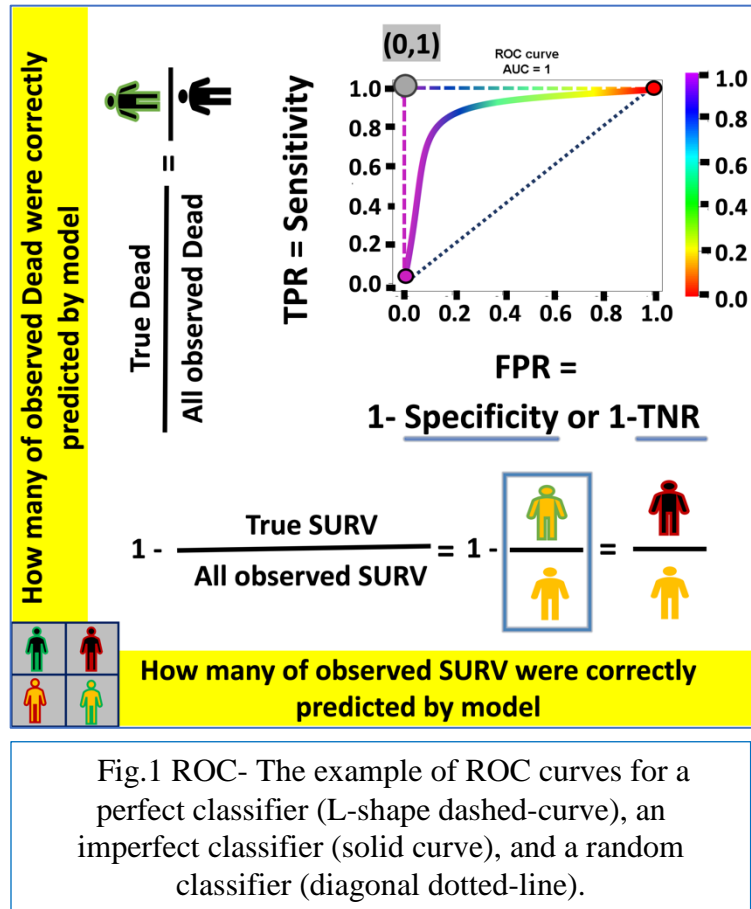 How many of observed Dead were correctly
predicted by model
True Dead
All observed Dead
=
(0,1)
ROC curve
AUC = 1
TPR = Sensitivity
1.0
0.8
0.6
0.4
0.2
0.0
0.0 0.2 0.4 0.6 0.8 1.0
1.0
0.8
0.6
0.4
0.2
0.0
FPR =
1- Specificity or 1-TNR
1 - True SURV = 1 - =
All observed SURV
How many of observed SURV were correctly
predicted by model
Fig.1 ROC- The example of ROC curves for a
perfect classifier (L-shape dashed-curve), an
imperfect classifier (solid curve), and a random
classifier (diagonal dotted-line).